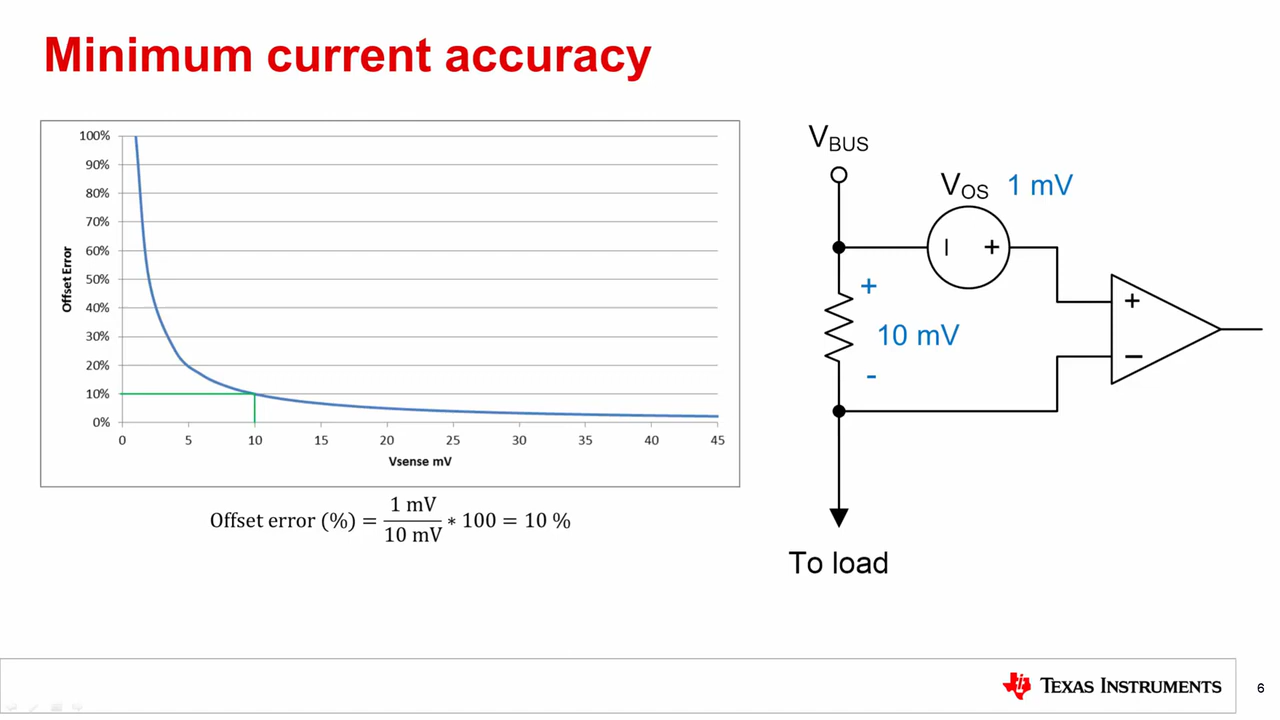 Minimum current accuracy
100%
90%
80%
70%
60%
50%
40%
30%
20%
10%
0%
Offset Error
0 5 10 15 20 25 30 35 40 45
Vsense mV
Offset error (%) = 1 mV / 10 mV * 100 = 10 %
VBUS
VOS 1 mV
− +
+
10 mV
-
+
−
To load
TEXAS INSTRUMENTS
6